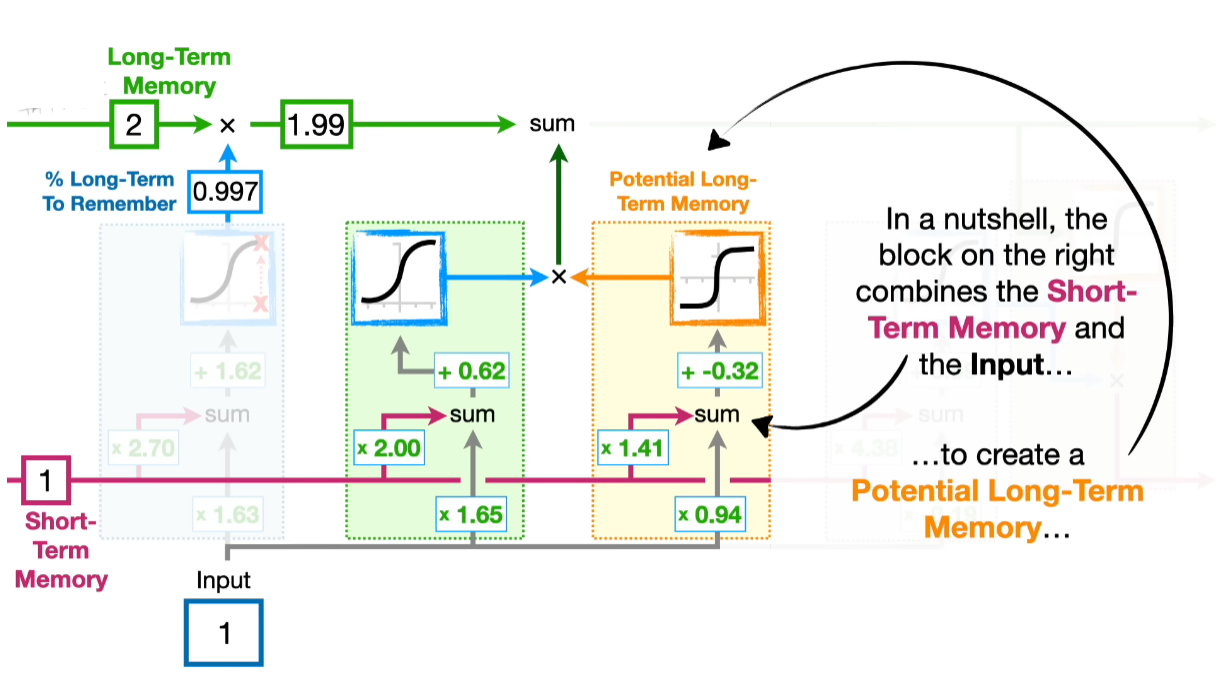 Long-Term
Memory
2
×
1.99
sum
% Long-Term
To Remember
0.997
Potential Long-
Term Memory
×
In a nutshell, the
block on the right
combines the Short-
Term Memory and
the Input…
+ 1.62
+ 0.62
+ -0.32
sum
sum
sum
sum
x 2.70
x 2.00
x 1.41
x 4.38
1
Short-
Term
Memory
x 1.63
x 1.65
x 0.94
…to create a
Potential Long-Term
Memory…
Input
1